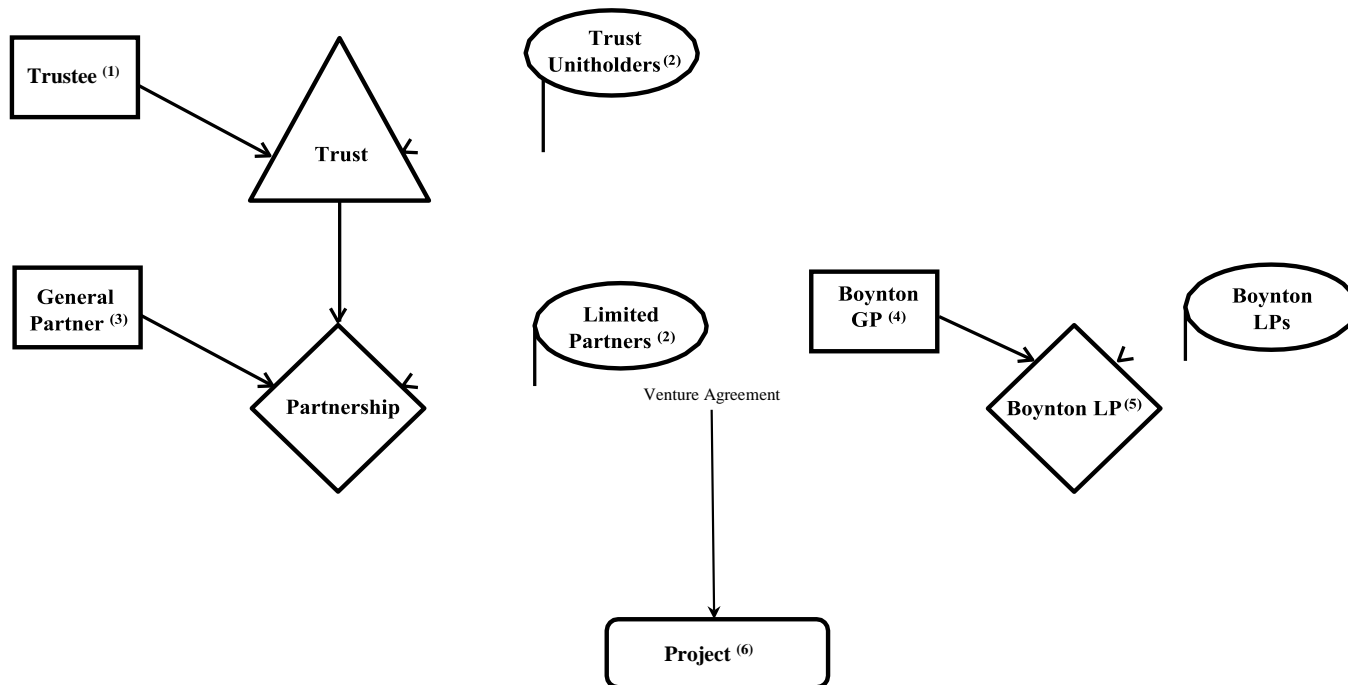 Trustee (1)
Trust
Trust
Unitholders (2)
General
Partner (3)
Partnership
Limited
Partners (2)
Venture Agreement
Boynton
GP (4)
Boynton LP (5)
Boynton
LPs
Project (6)